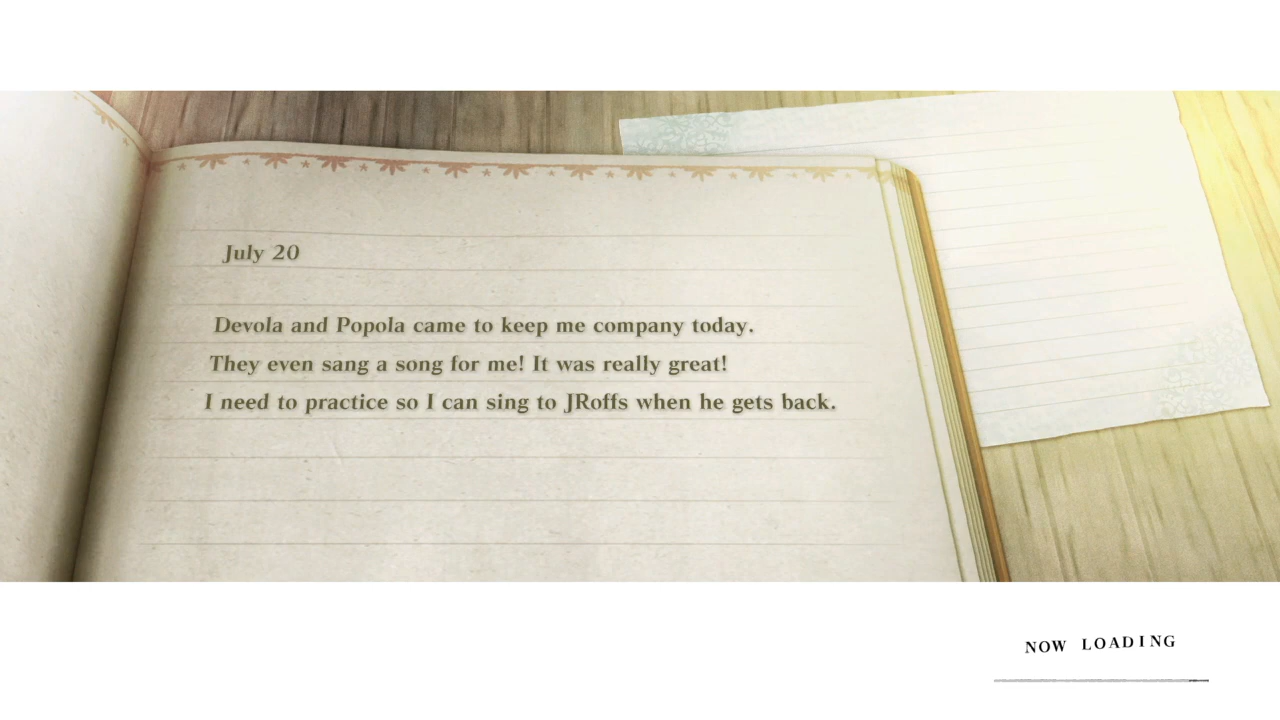 July 20
Devola and Popola came to keep me company today.
They even sang a song for me! It was really great!
I need to practice so I can sing to JRoffs when he gets back.
NOW LOADING